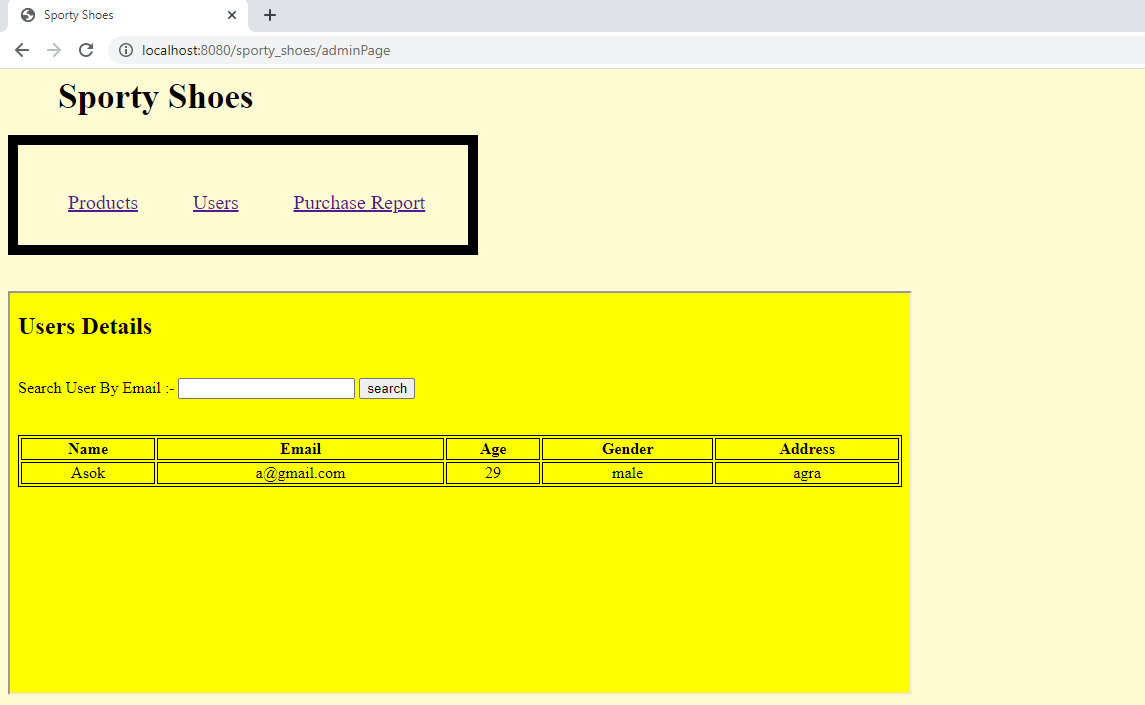 Sporty Shoes
localhost:8080/sporty_shoes/adminPage
Sporty Shoes
Products Users Purchase Report
Users Details
Search User By Email :- search
Name Email Age Gender Address
Asok a@gmail.com 29 male agra